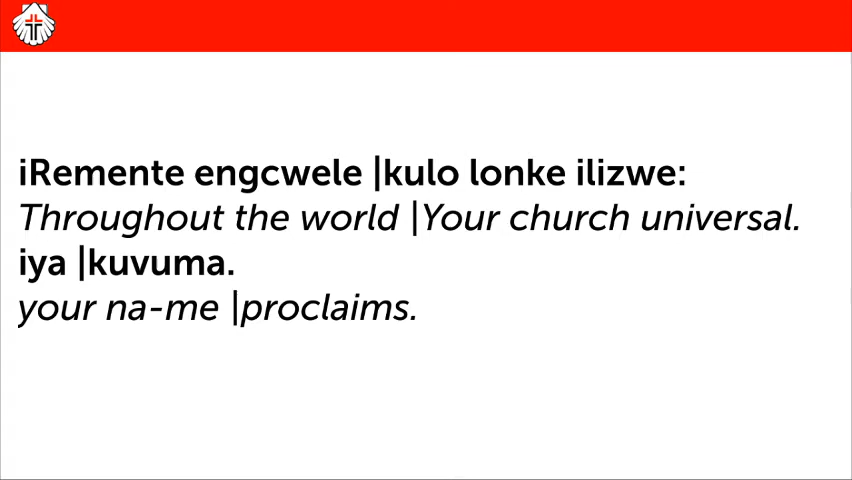 iRemente engcwele |kulo lonke ilizwe:
Throughout the world |Your church universal.
iya |kuvuma.
your na-me |proclaims.